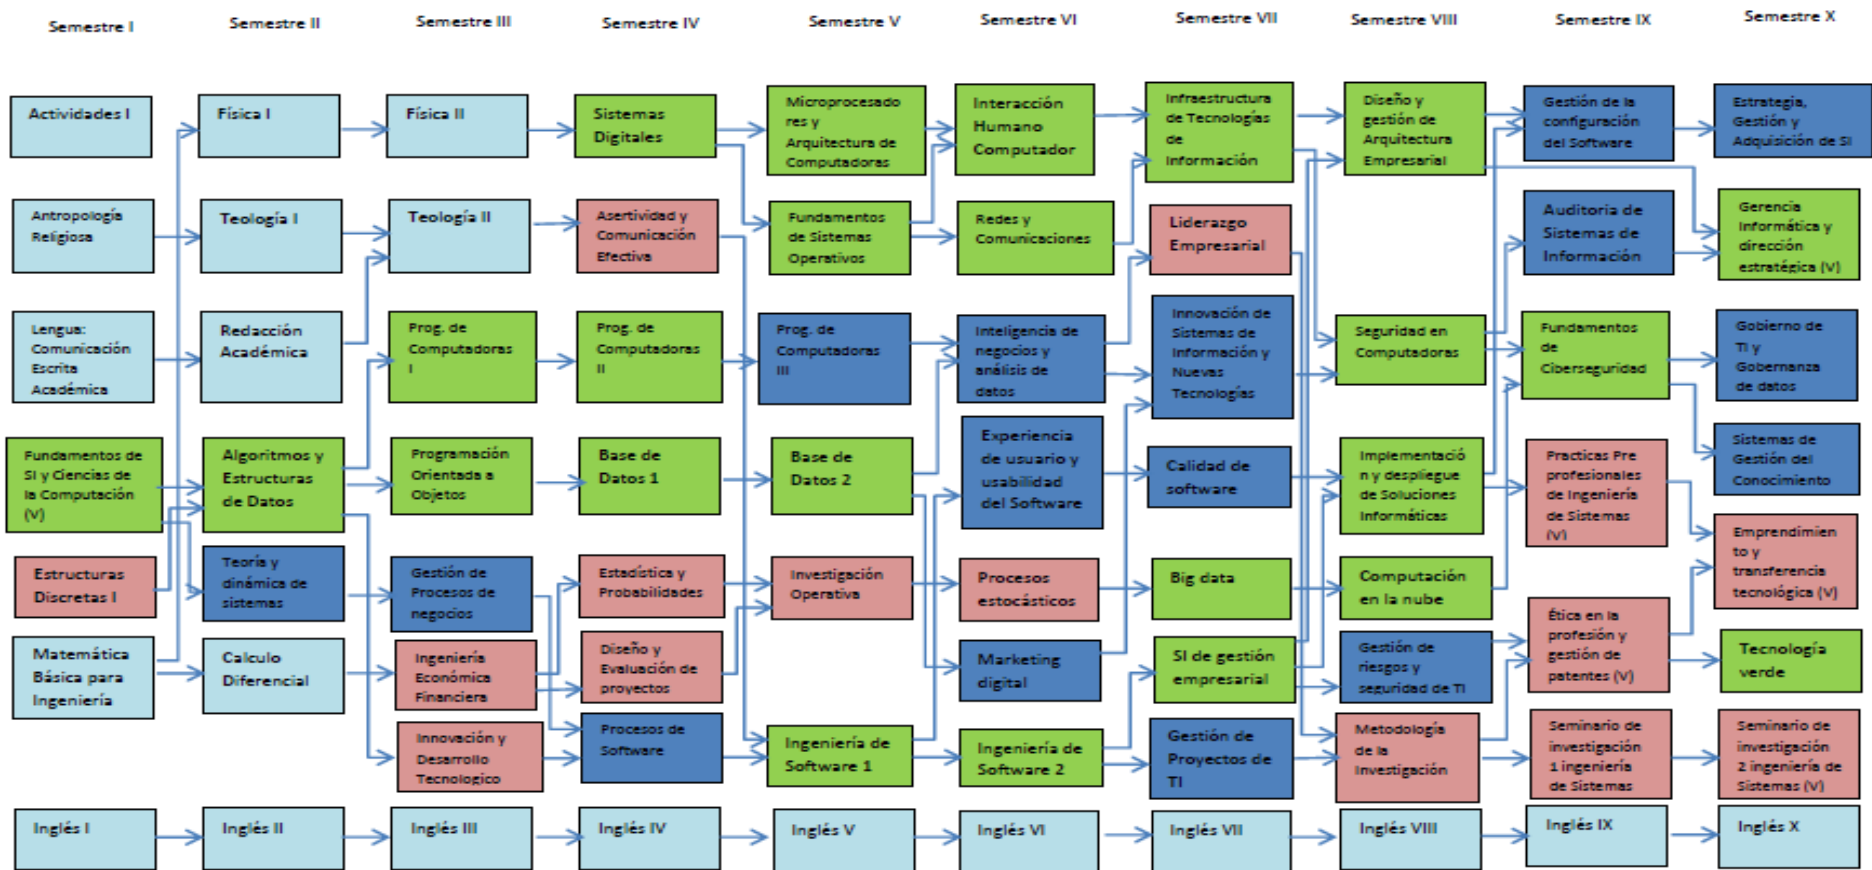 Semestre I
Semestre II
Semestre III
Semestre IV
Semestre V
Semestre VI
Semestre VII
Semestre VIII
Semestre IX
Semestre X
Actividades I
Física I
Física II
Sistemas
Digitales
Microprocesado
res y
Arquitectura de
Computadoras
Interacción
Humano
Computador
Infraestructura
de Tecnologías
de
Información
Diseño y
gestión de
Arquitectura
Empresarial
Gestión de la
configuración
del Software
Estrategia,
Gestión y
Adquisición de SI
Antropología
Religiosa
Teología I
Teología II
Asertividad y
Comunicación
Efectiva
Fundamentos
de Sistemas
Operativos
Redes y
Comunicaciones
Liderazgo
Empresarial
Auditoria de
Sistemas de
Información
Gerencia
Informática y
dirección
estratégica (V)
Lengua:
Comunicación
Escrita
Académica
Redacción
Académica
Prog. de
Computadoras
I
Prog. de
Computadoras
II
Prog. de
Computadoras
III
Inteligencia de
negocios y
análisis de
datos
Innovación de
Sistemas de
Información y
Nuevas
Tecnologías
Seguridad en
Computadoras
Fundamentos
de
Ciberseguridad
Gobierno de
TI y
Gobernanza
de datos
Fundamentos de
SI y Ciencias de
la Computación
(V)
Algoritmos y
Estructuras
de Datos
Programación
Orientada a
Objetos
Base de
Datos 1
Base de
Datos 2
Experiencia
de usuario y
usabilidad
del Software
Calidad de
software
Implementació
n y despliegue
de Soluciones
Informáticas
Practicas Pre
profesionales
de Ingeniería
de Sistemas
(V)
Sistemas de
Gestión del
Conocimiento
Estructuras
Discretas I
Teoría y
dinámica de
sistemas
Gestión de
Procesos de
negocios
Estadística y
Probabilidades
Investigación
Operativa
Procesos
estocásticos
Big data
Computación
en la nube
Emprendimien
to y
transferencia
tecnológica (V)
Matemática
Básica para
Ingeniería
Calculo
Diferencial
Ingeniería
Económica
Financiera
Diseño y
Evaluación de
proyectos
Marketing
digital
SI de gestión
empresarial
Gestión de
riesgos y
seguridad de TI
Ética en la
profesión y
gestión de
patentes (V)
Tecnología
verde
Innovación y
Desarrollo
Tecnologico
Procesos de
Software
Ingeniería de
Software 1
Ingeniería de
Software 2
Gestión de
Proyectos de
TI
Metodología
de la
Investigación
Seminario de
investigación
1 ingeniería
de Sistemas
Seminario de
investigación
2 ingeniería de
Sistemas (V)
Inglés I
Inglés II
Inglés III
Inglés IV
Inglés V
Inglés VI
Inglés VII
Inglés VIII
Inglés IX
Inglés X